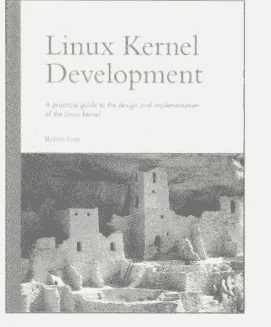 Linux Kernel
Development
A practical guide to the design and implementation
of the Linux kernel
Robert Love